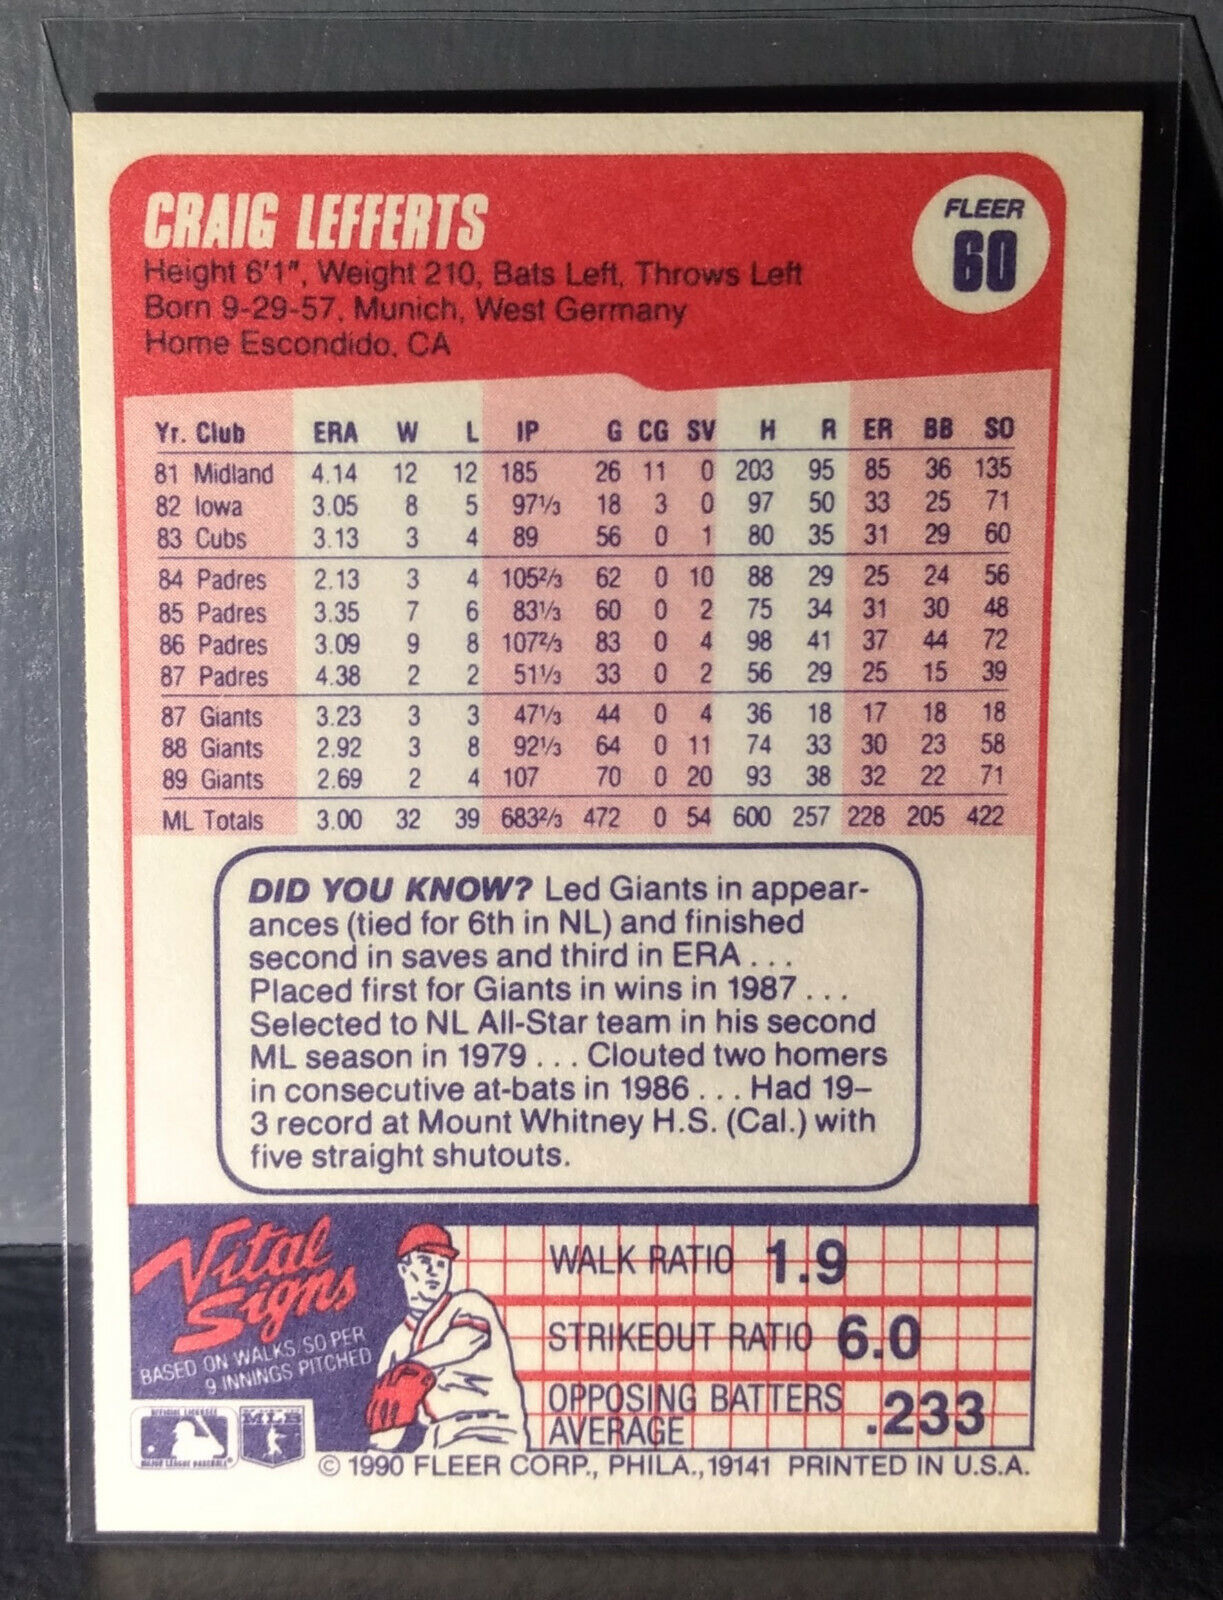 CRAIG LEFFERTS
FLEER
60
Height 6'1", Weight 210, Bats Left, Throws Left
Born 9-29-57, Munich, West Germany
Home Escondido, CA
Yr. Club ERA W L IP G CG SV H R ER BB SO
81 Midland 4.14 12 12 185 26 11 0 203 95 85 36 135
82 Iowa 3.05 8 5 971/3 18 3 0 97 50 33 25 71
83 Cubs 3.13 3 4 89 56 0 1 80 35 31 29 60
84 Padres 2.13 3 4 1052/3 62 0 10 88 29 25 24 56
85 Padres 3.35 7 6 831/3 60 0 2 75 34 31 30 48
86 Padres 3.09 9 8 1072/3 83 0 4 98 41 37 44 72
87 Padres 4.38 2 2 511/3 33 0 2 56 29 25 15 39
87 Giants 3.23 3 3 471/3 44 0 4 36 18 17 18 18
88 Giants 2.92 3 8 921/3 64 0 11 74 33 30 23 58
89 Giants 2.69 2 4 107 70 0 20 93 38 32 22 71
ML Totals 3.00 32 39 6832/3 472 0 54 600 257 228 205 422
DID YOU KNOW? Led Giants in appear-
ances (tied for 6th in NL) and finished
second in saves and third in ERA . . .
Placed first for Giants in wins in 1987 . . .
Selected to NL All-Star team in his second
ML season in 1979 . . . Clouted two homers
in consecutive at-bats in 1986 . . . Had 19–
3 record at Mount Whitney H.S. (Cal.) with
five straight shutouts.
Vital
Signs
BASED ON WALKS/SO PER
9 INNINGS PITCHED
WALK RATIO 1.9
STRIKEOUT RATIO 6.0
OPPOSING BATTERS
AVERAGE .233
OFFICIAL LICENSEE
MAJOR LEAGUE BASEBALL
MLB
© 1990 FLEER CORP., PHILA., 19141 PRINTED IN U.S.A.